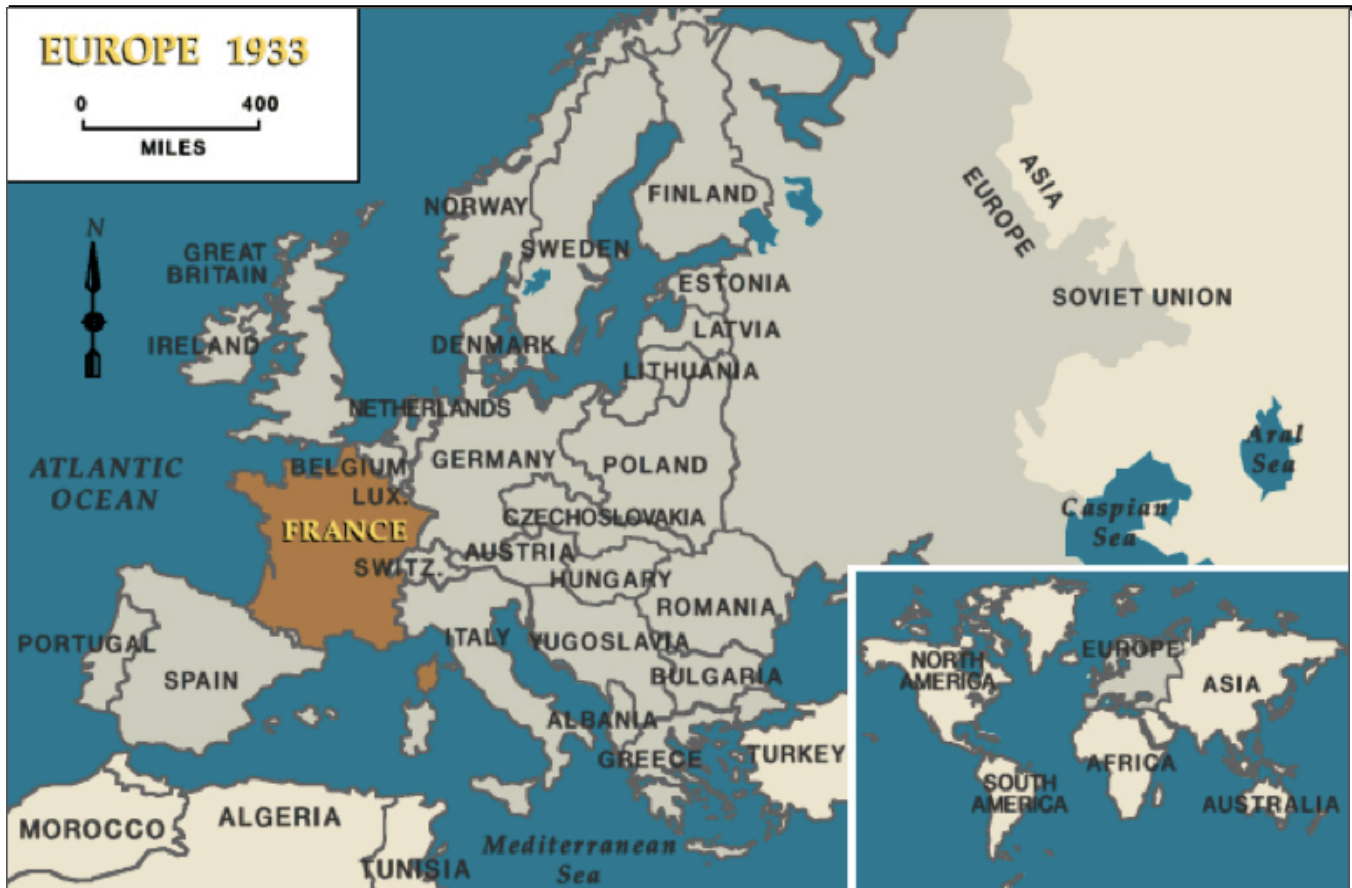 EUROPE 1933
0 400
MILES
N
NORWAY
FINLAND
SWEDEN
GREAT
BRITAIN
IRELAND
DENMARK
ESTONIA
LATVIA
LITHUANIA
ASIA
EUROPE
SOVIET UNION
NETHERLANDS
BELGIUM
LUX.
GERMANY
POLAND
ATLANTIC
OCEAN
FRANCE
CZECHOSLOVAKIA
SWITZ.
AUSTRIA
HUNGARY
ROMANIA
Aral
Sea
Caspian
Sea
PORTUGAL
SPAIN
ITALY
YUGOSLAVIA
BULGARIA
ALBANIA
GREECE
TURKEY
MOROCCO
ALGERIA
TUNISIA
Mediterranean
Sea
NORTH
AMERICA
EUROPE
ASIA
AFRICA
SOUTH
AMERICA
AUSTRALIA